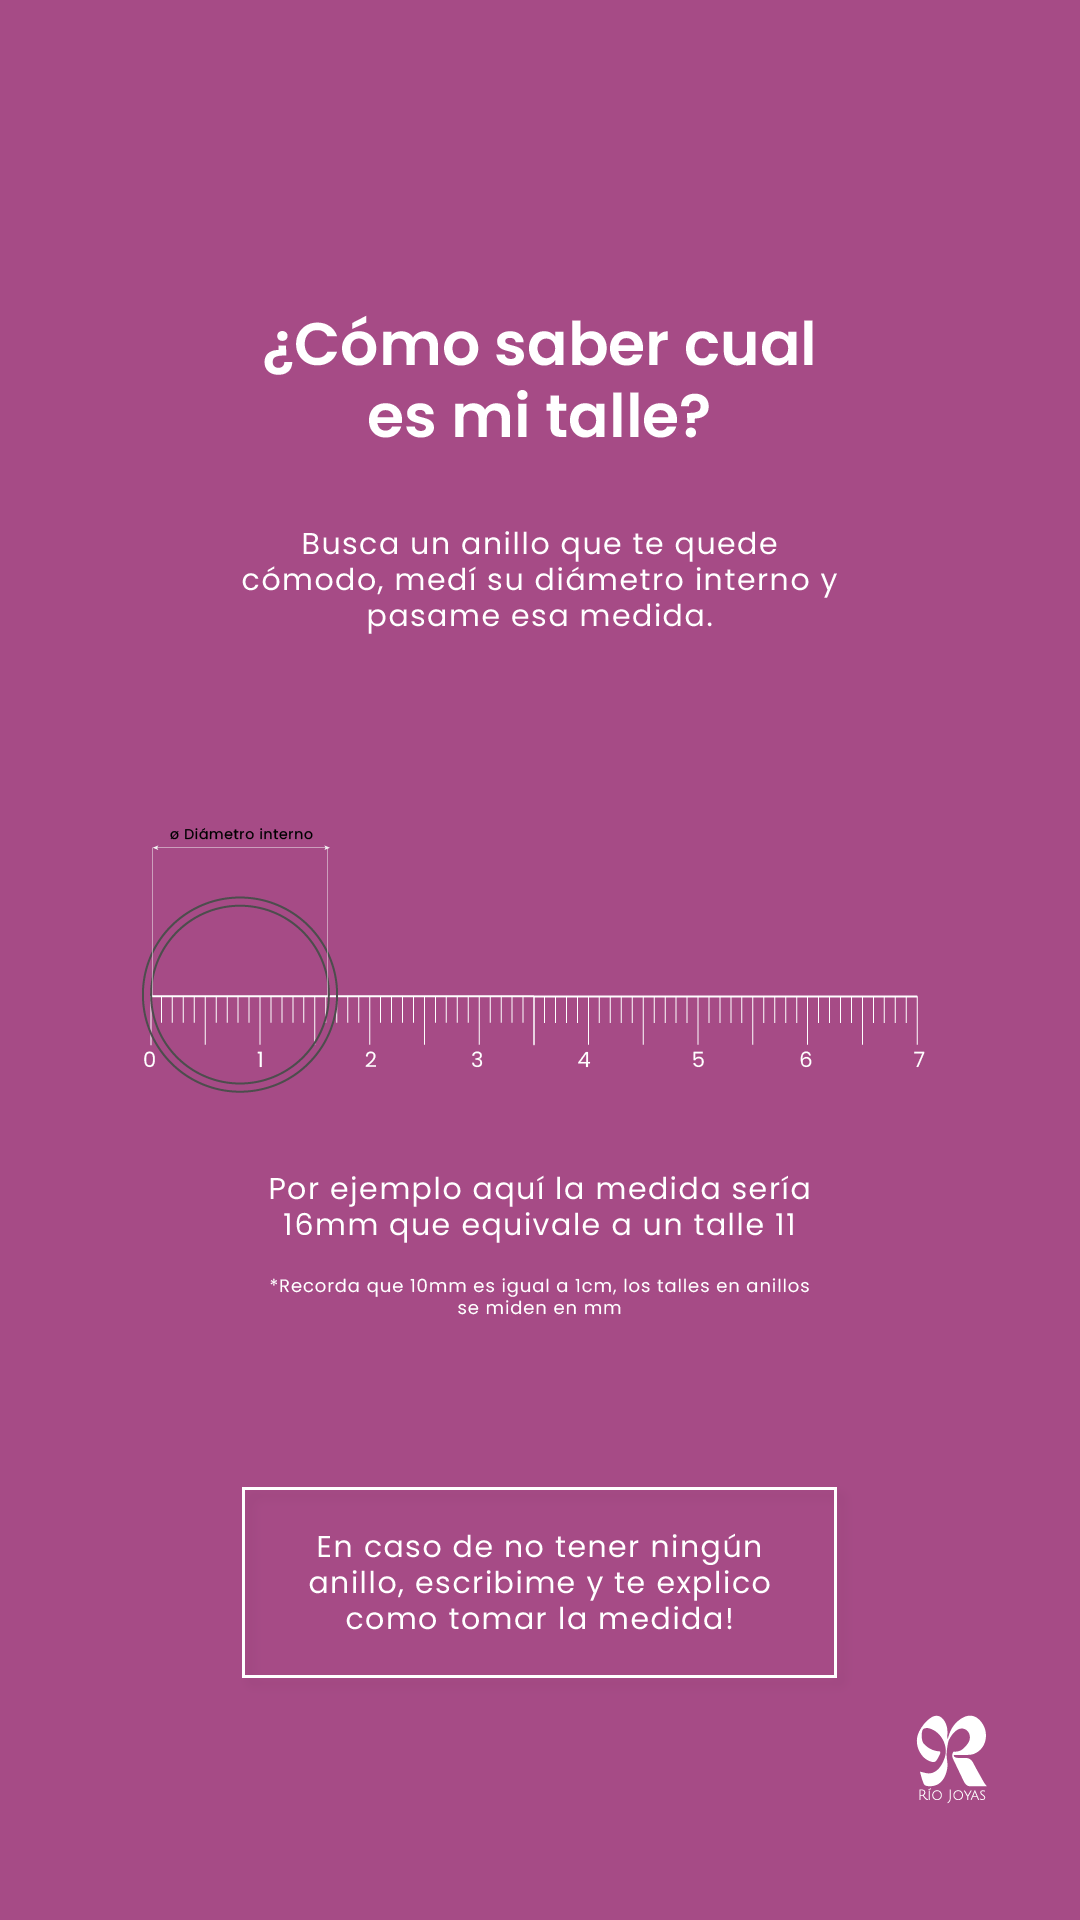 ¿Cómo saber cual
es mi talle?
Busca un anillo que te quede
cómodo, medí su diámetro interno y
pasame esa medida.
ø Diámetro interno
0 1 2 3 4 5 6 7
Por ejemplo aquí la medida sería
16mm que equivale a un talle 11
*Recorda que 10mm es igual a 1cm, los talles en anillos
se miden en mm
En caso de no tener ningún
anillo, escribime y te explico
como tomar la medida!
RÍO JOYAS